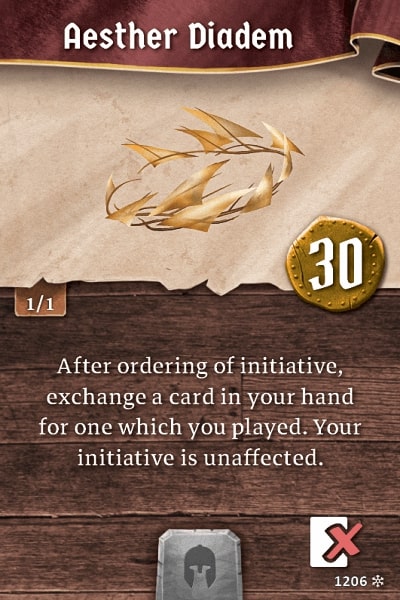 Aesther Diadem
30
1/1
After ordering of initiative,
exchange a card in your hand
for one which you played. Your
initiative is unaffected.
1206 ✻